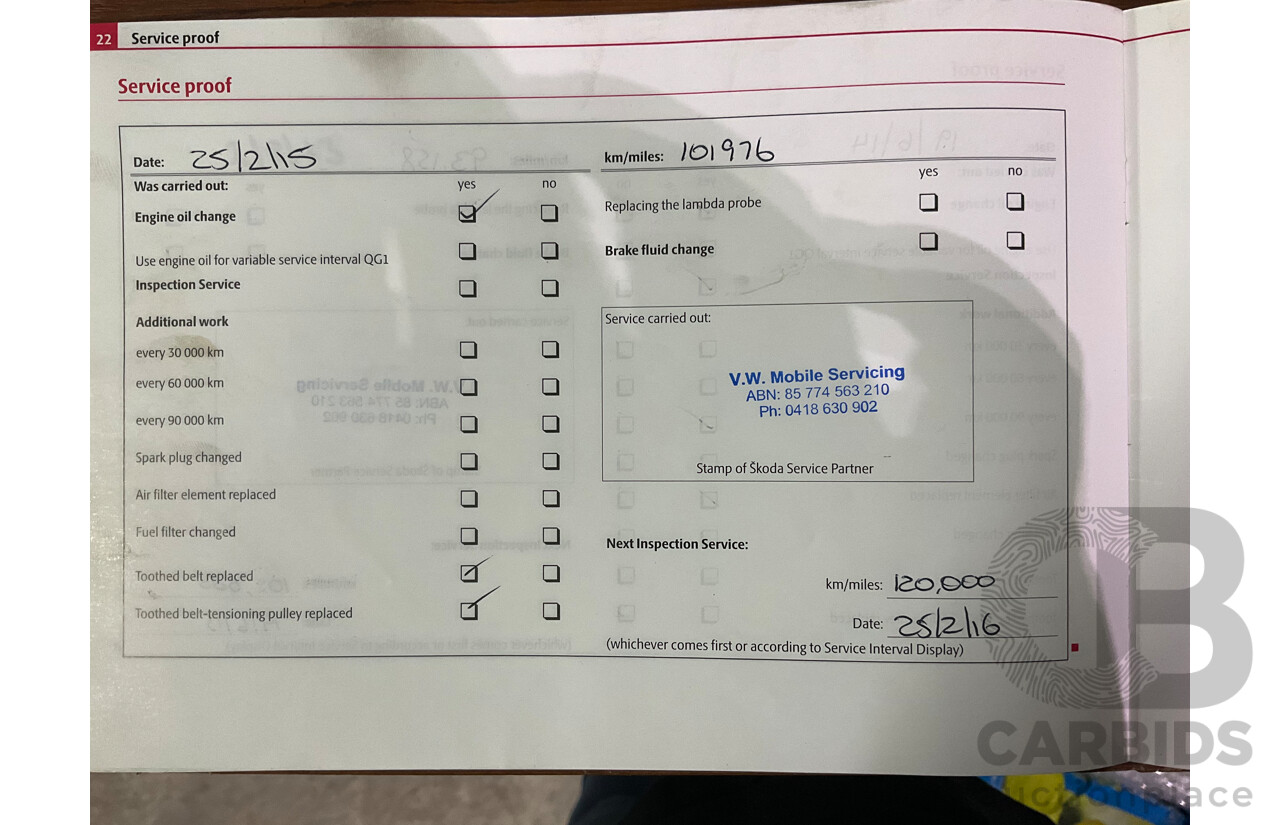 22 Service proof
Service proof
Date: 25/2/15
km/miles: 101976
Was carried out: yes no
yes no
Engine oil change
Replacing the lambda probe
Use engine oil for variable service interval QG1
Brake fluid change
Inspection Service
Additional work
Service carried out:
every 30 000 km
every 60 000 km
V.W. Mobile Servicing
ABN: 85 774 563 210
Ph: 0418 630 902
every 90 000 km
Spark plug changed
Stamp of Škoda Service Partner
Air filter element replaced
Fuel filter changed
Next Inspection Service:
Toothed belt replaced
km/miles: 120,000
Toothed belt-tensioning pulley replaced
Date: 25/2/16
(whichever comes first or according to Service Interval Display)
CB
CARBIDS
auctionplace